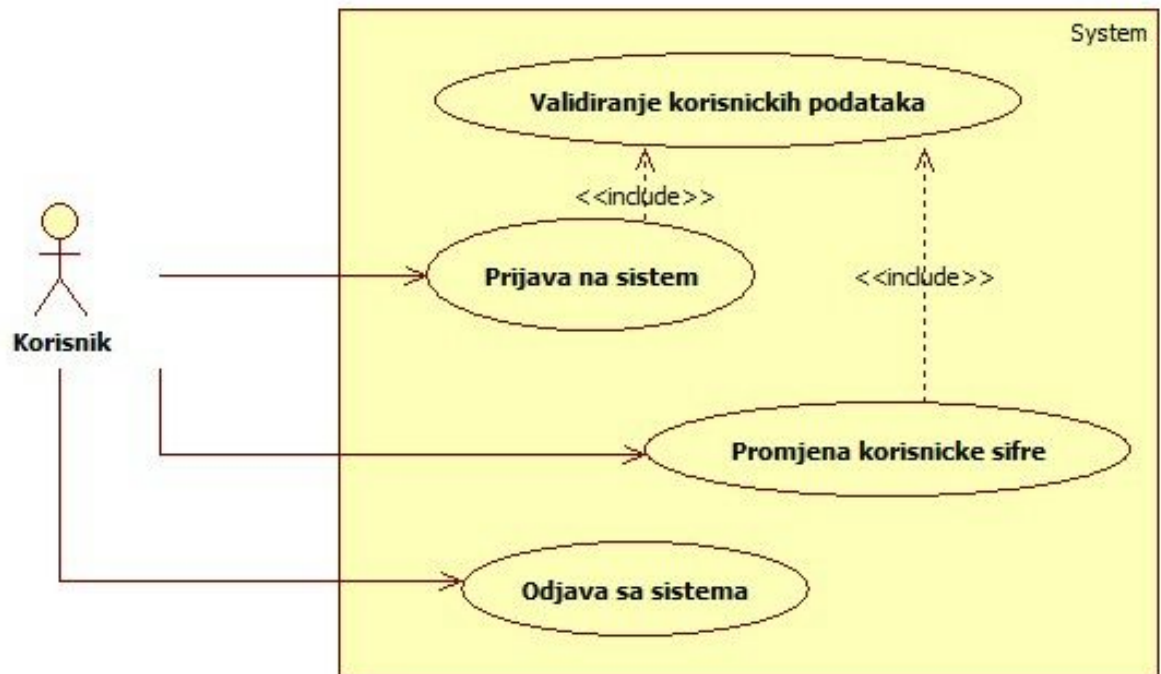 System
Validiranje korisnickih podataka
<<include>>
Prijava na sistem
<<include>>
Korisnik
Promjena korisnicke sifre
Odjava sa sistema